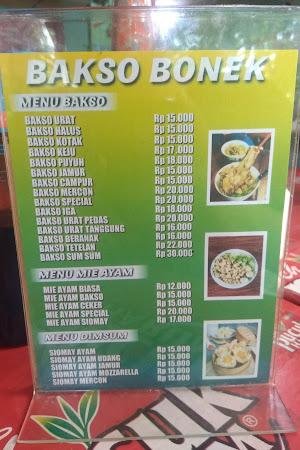 BAKSO BONEK
MENU BAKSO
BAKSO URAT Rp 15.000
BAKSO HALUS Rp 15.000
BAKSO KOTAK Rp 15.000
BAKSO KEJU Rp 17.000
BAKSO PUYUH Rp 18.000
BAKSO JAMUR Rp 15.000
BAKSO CAMPUR Rp 15.000
BAKSO MERCON Rp 20.000
BAKSO SPECIAL Rp 20.000
BAKSO IGA Rp 18.000
BAKSO URAT PEDAS Rp 20.000
BAKSO URAT TANGGUNG Rp 16.000
BAKSO BERANAK Rp 16.000
BAKSO TETELAN Rp 22.000
BAKSO SUM SUM Rp 30.000
MENU MIE AYAM
MIE AYAM BIASA Rp 12.000
MIE AYAM BAKSO Rp 15.000
MIE AYAM CEKER Rp 15.000
MIE AYAM SPECIAL Rp 20.000
MIE AYAM SIOMAY Rp 17.000
MENU DIMSUM
SIOMAY AYAM Rp 15.000
SIOMAY AYAM UDANG Rp 15.000
SIOMAY AYAM JAMUR Rp 15.000
SIOMAY AYAM MOZZARELLA Rp 15.000
SIOMAY MERCON Rp 15.000